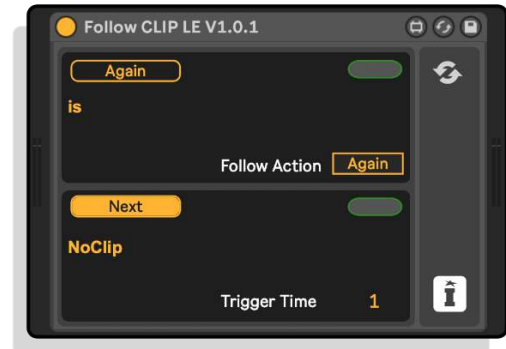 Follow CLIP LE V1.0.1
Again
is
Follow Action Again
Next
NoClip
Trigger Time 1